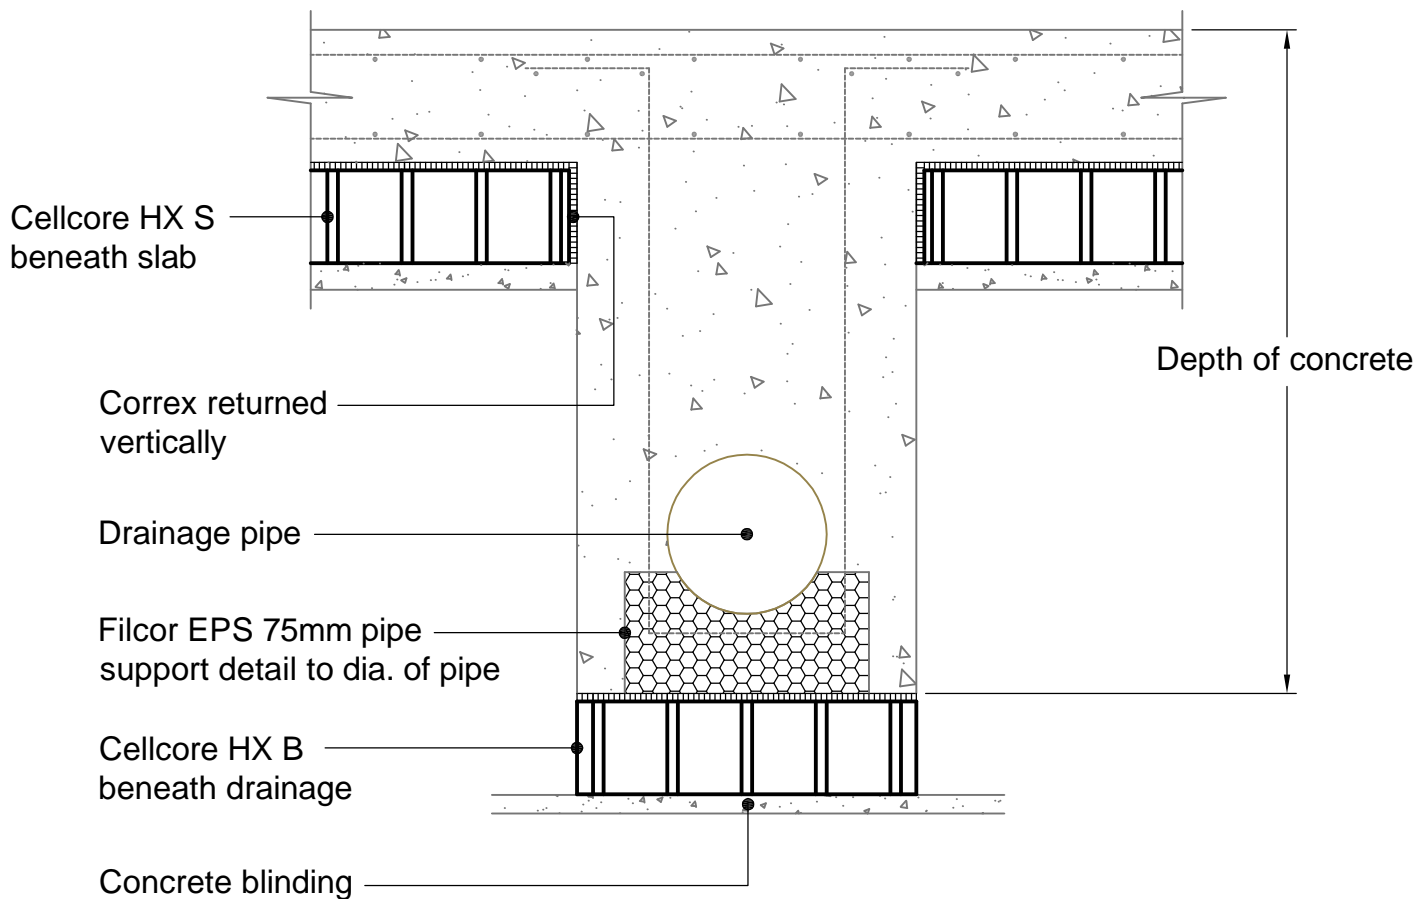 Cellcore HX S
beneath slab
Depth of concrete
Correx returned
vertically
Drainage pipe
Filcor EPS 75mm pipe
support detail to dia. of pipe
Cellcore HX B
beneath drainage
Concrete blinding